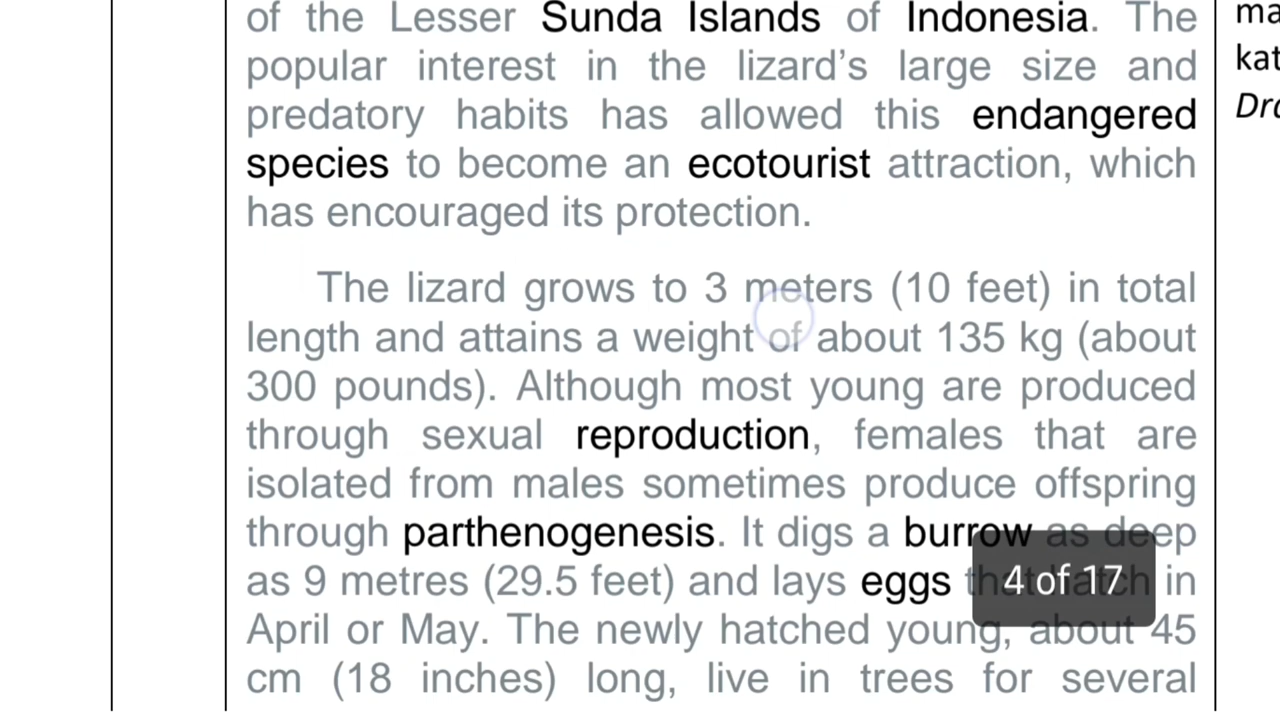 of the Lesser Sunda Islands of Indonesia. The
popular interest in the lizard's large size and
predatory habits has allowed this endangered
species to become an ecotourist attraction, which
has encouraged its protection.
The lizard grows to 3 meters (10 feet) in total
length and attains a weight of about 135 kg (about
300 pounds). Although most young are produced
through sexual reproduction, females that are
isolated from males sometimes produce offspring
through parthenogenesis. It digs a burrow as deep
as 9 metres (29.5 feet) and lays eggs that hatch in
April or May. The newly hatched young, about 45
cm (18 inches) long, live in trees for several
4 of 17
ma
kat
Dra